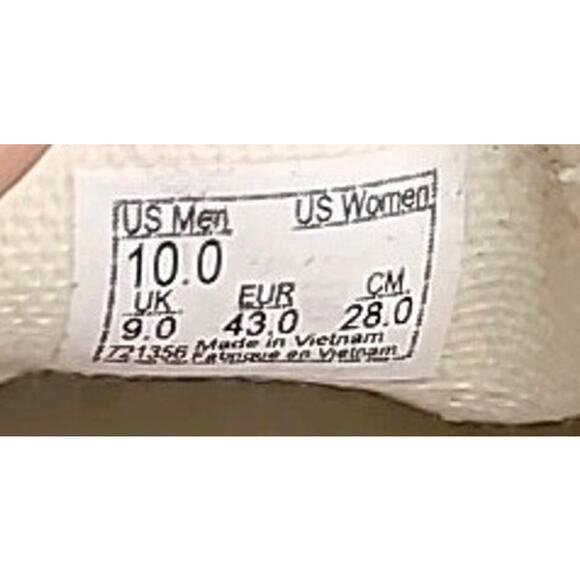 US Men US Women
10.0
UK EUR CM
9.0 43.0 28.0
721356 Made in Vietnam
Fabrique en Vietnam